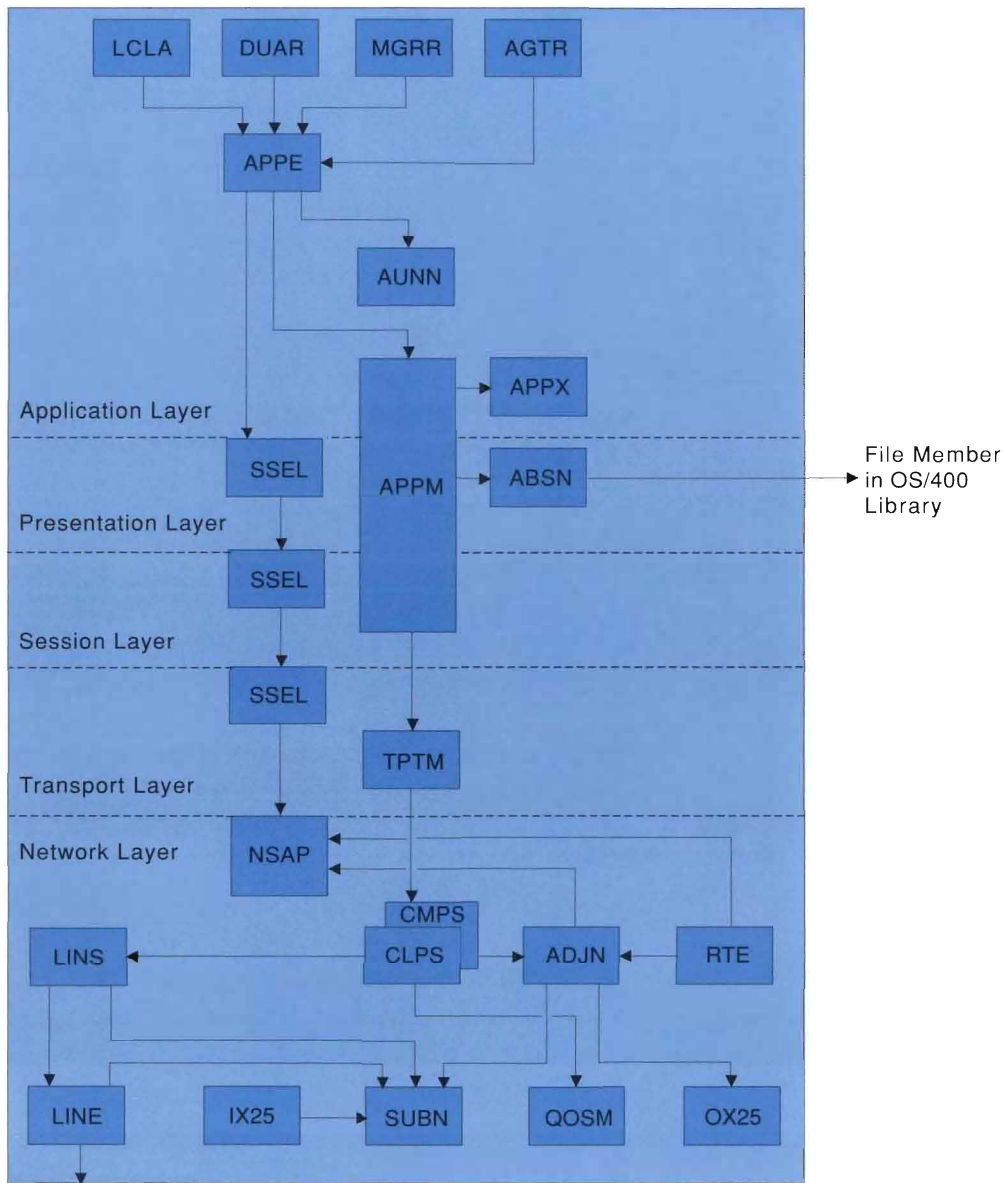 LCLA
DUAR
MGRR
AGTR
APPE
AUNN
APPX
Application Layer
SSEL
APPM
ABSN
File Member
in OS/400
Library
Presentation Layer
SSEL
Session Layer
SSEL
TPTM
Transport Layer
Network Layer
NSAP
CMPS
LINS
CLPS
ADJN
RTE
LINE
IX25
SUBN
QOSM
OX25